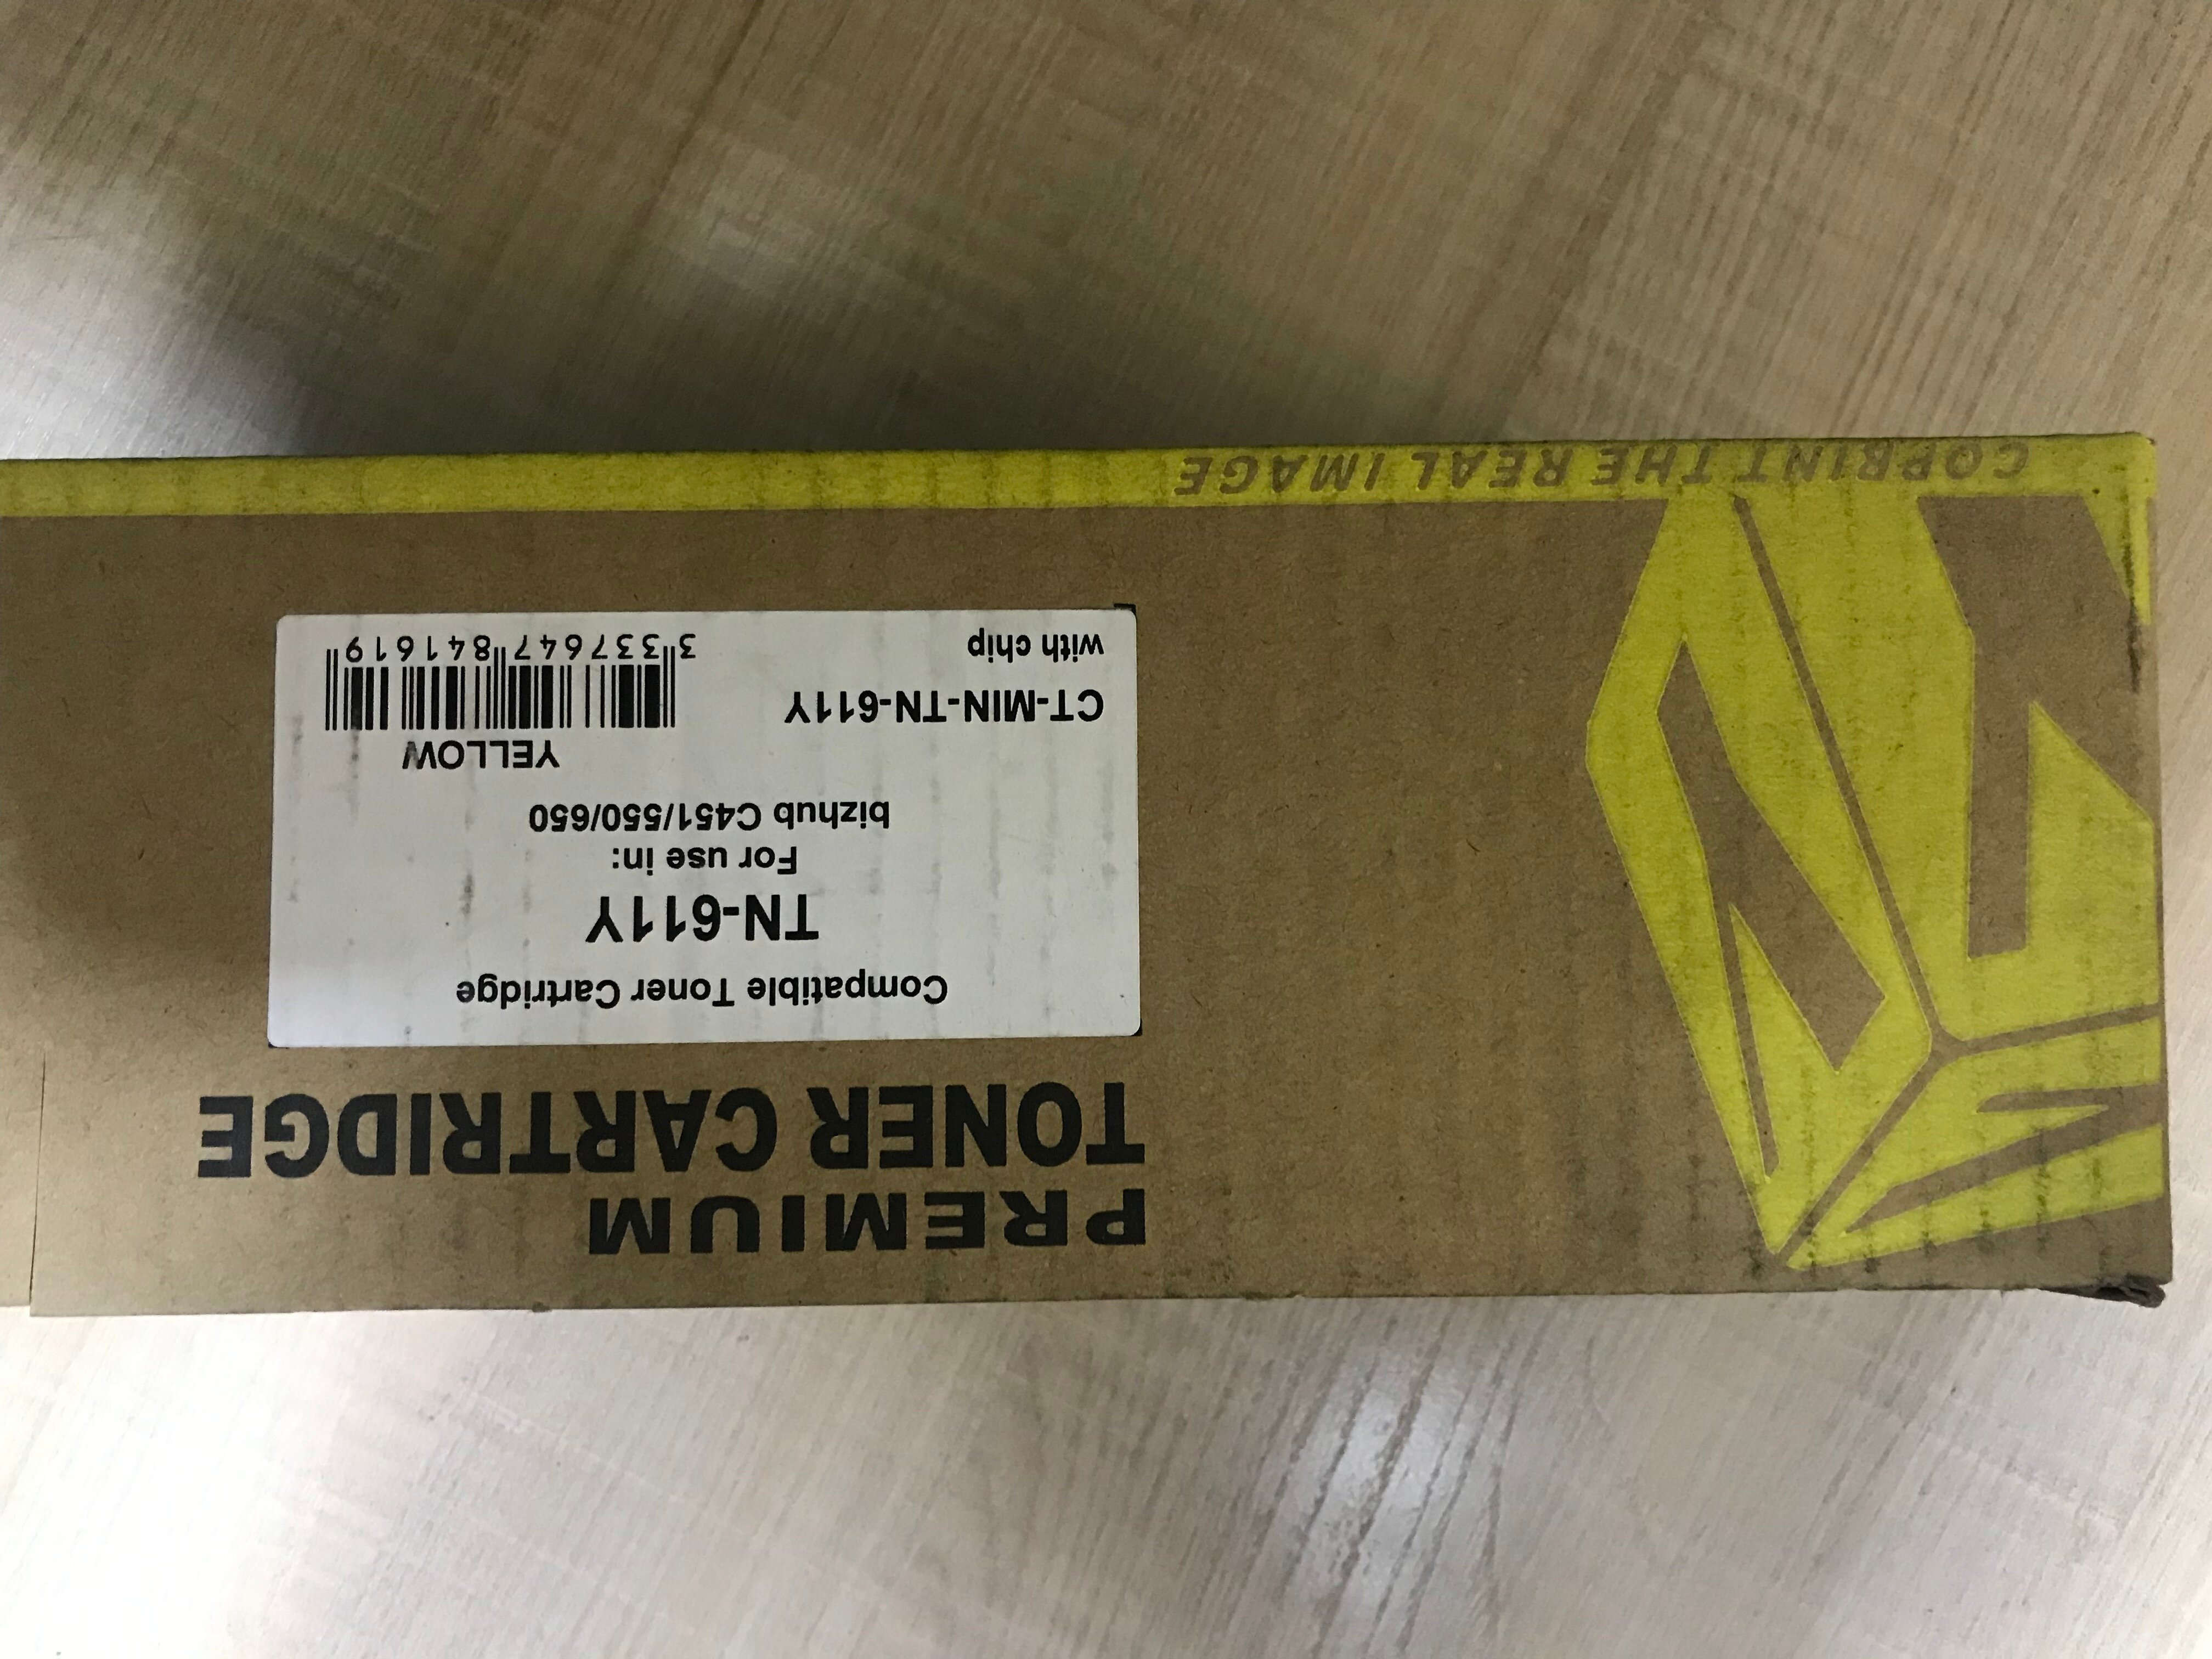 PREMIUM
TONER CARTRIDGE
Compatible Toner Cartridge
TN-611Y
For use in:
bizhub C451/550/650
YELLOW
CT-MIN-TN-611Y
with chip
3 337647 841619
COPRINT THE REAL IMAGE